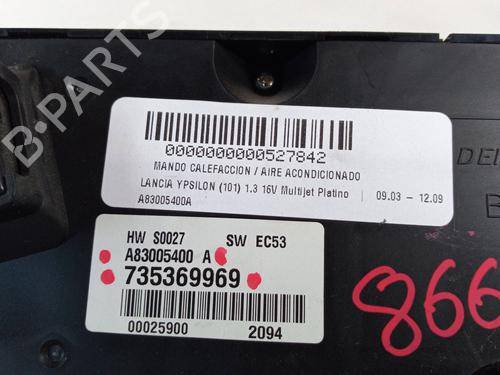 B-PARTS
0000000000527842
MANDO CALEFACCION / AIRE ACONDICIONADO
LANCIA YPSILON (101) 1.3 16V Multijet Platino | 09.03 – 12.09
A83005400A
HW S0027 SW EC53
A83005400 A
735369969
00025900 2094
866